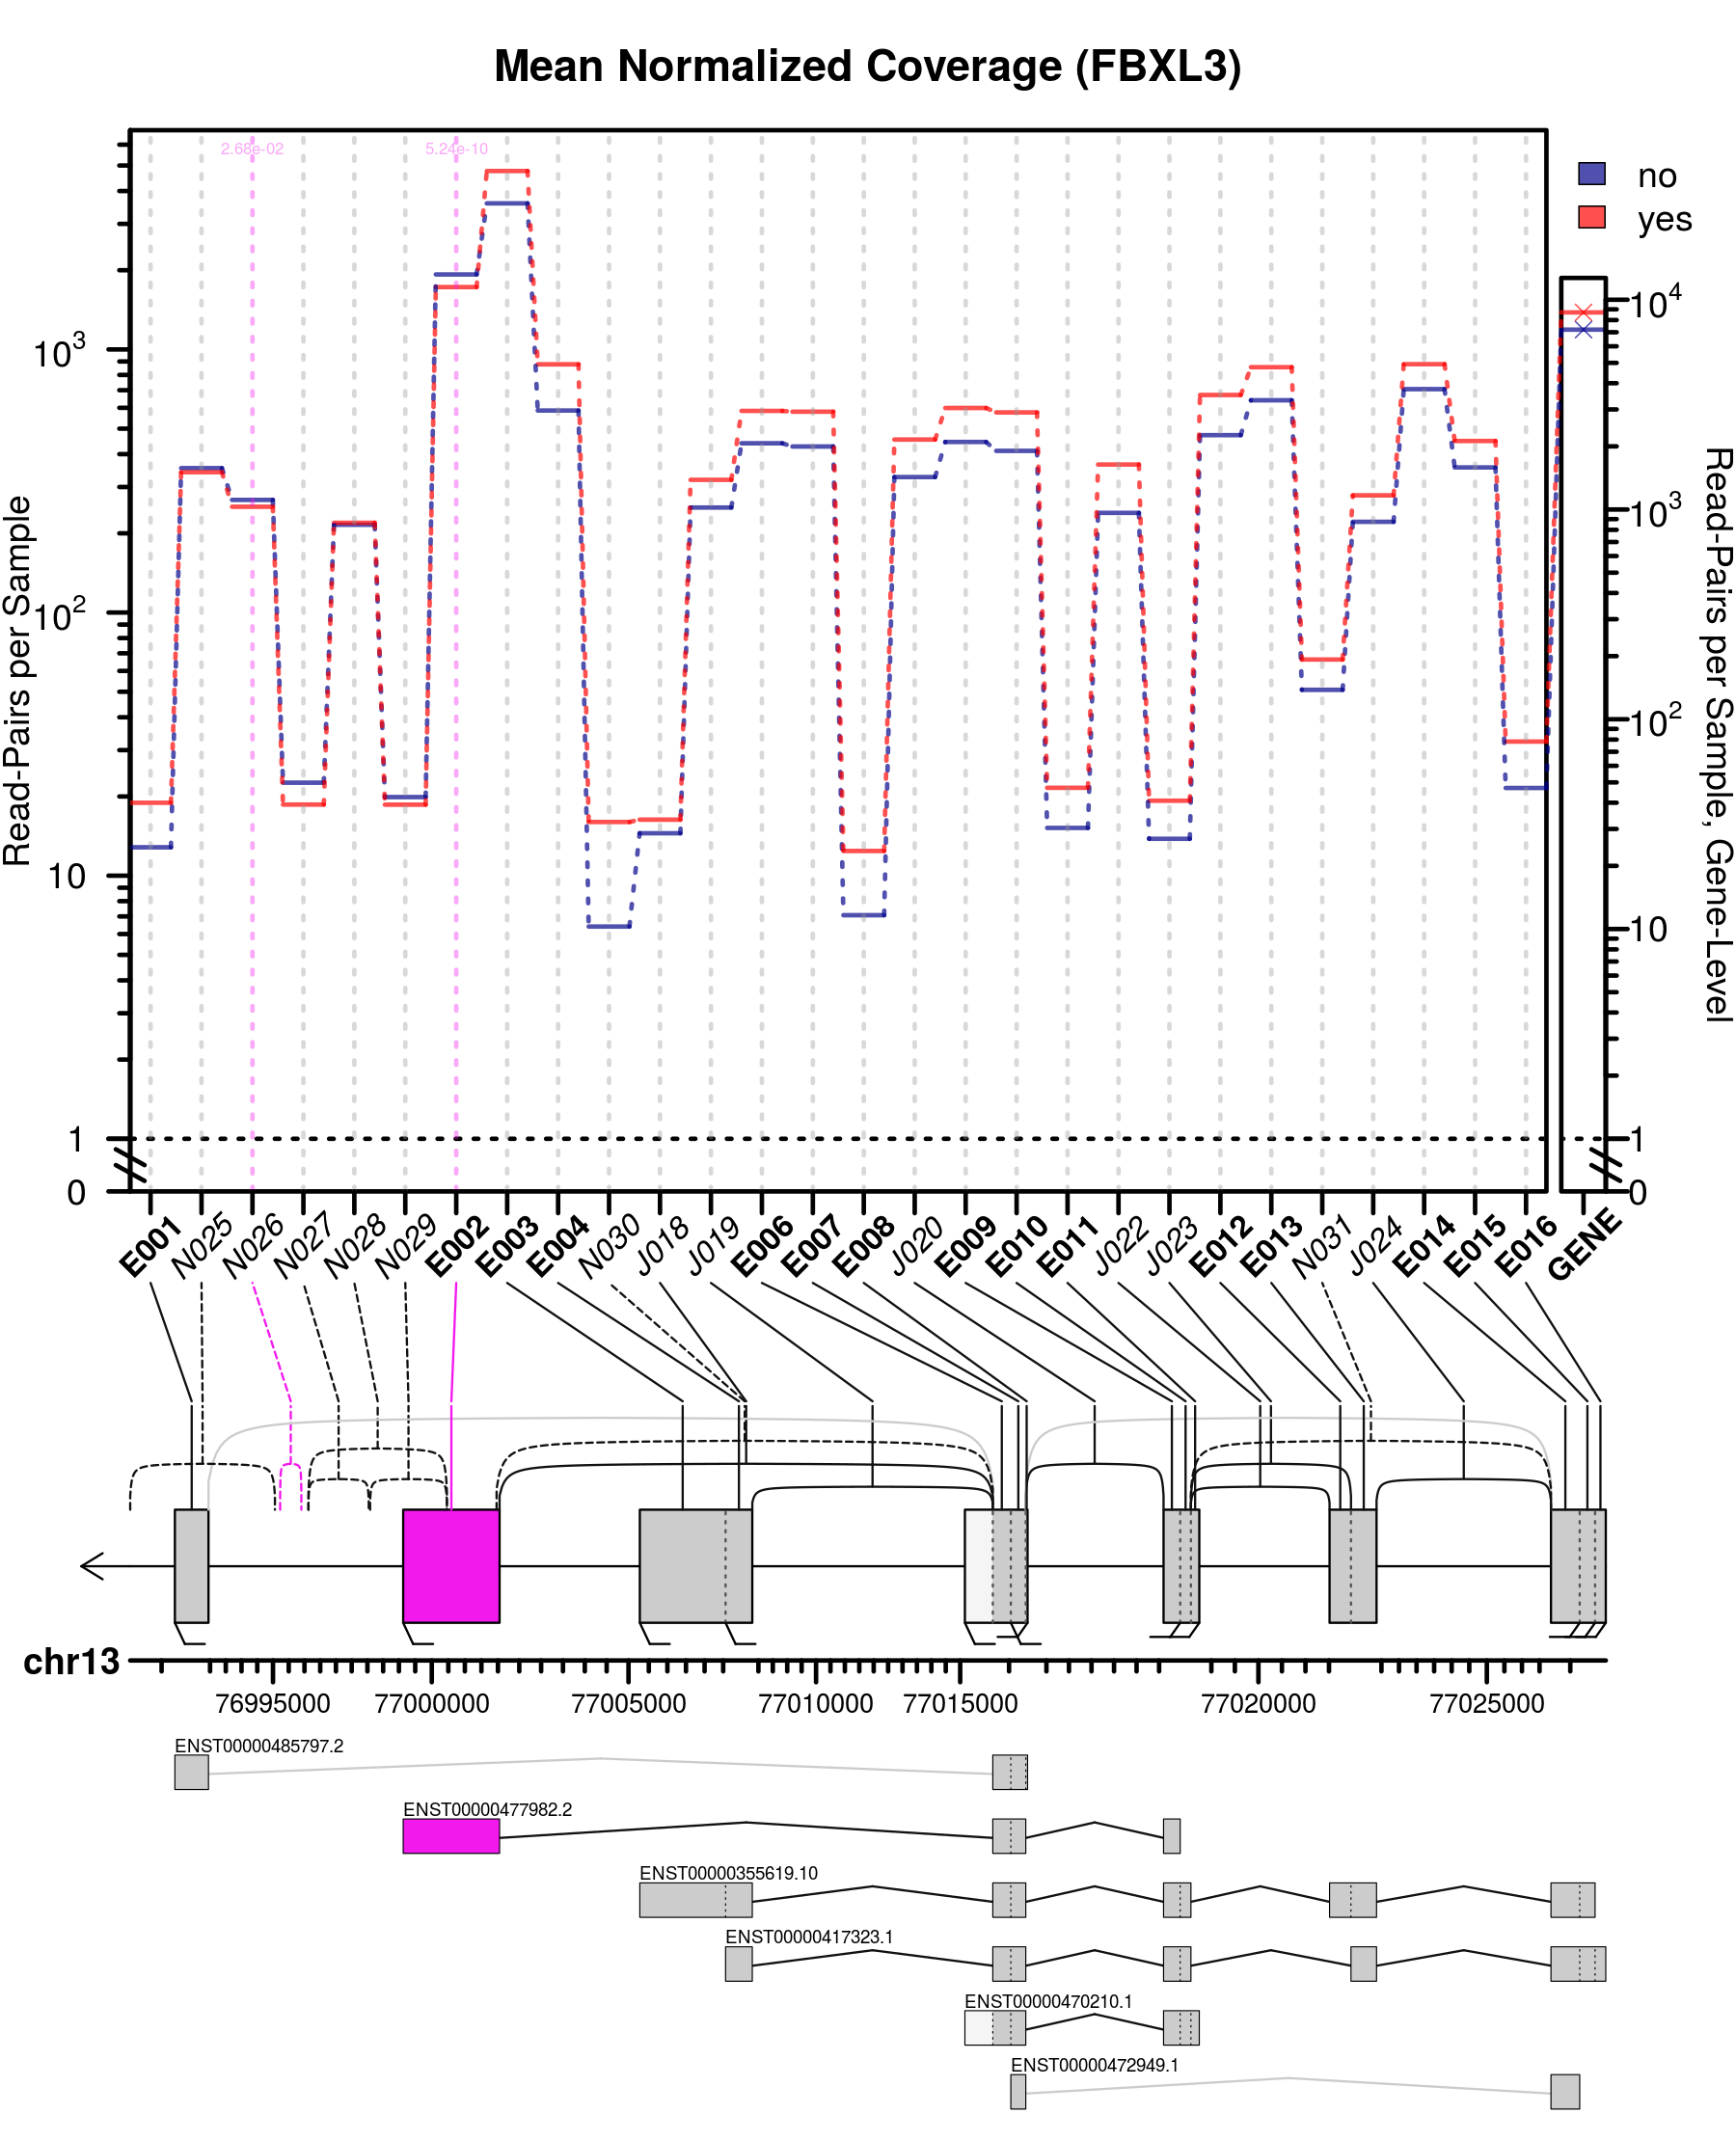 Mean Normalized Coverage (FBXL3)
2.68e-02 5.24e-10
no
yes
Read-Pairs per Sample
10^3
10^2
10
1
0
10^4
10^3
10^2
10
1
0
Read-Pairs per Sample, Gene-Level
E001 N025 N026 N027 N028 N029 E002 E003 E004 N030 J018 J019 E006 E007 E008 J020 E009 E010 E011 J022 J023 E012 E013 N031 J024 E014 E015 E016 GENE
chr13
76995000 77000000 77005000 77010000 77015000 77020000 77025000
ENST00000485797.2
ENST00000477982.2
ENST00000355619.10
ENST00000417323.1
ENST00000470210.1
ENST00000472949.1